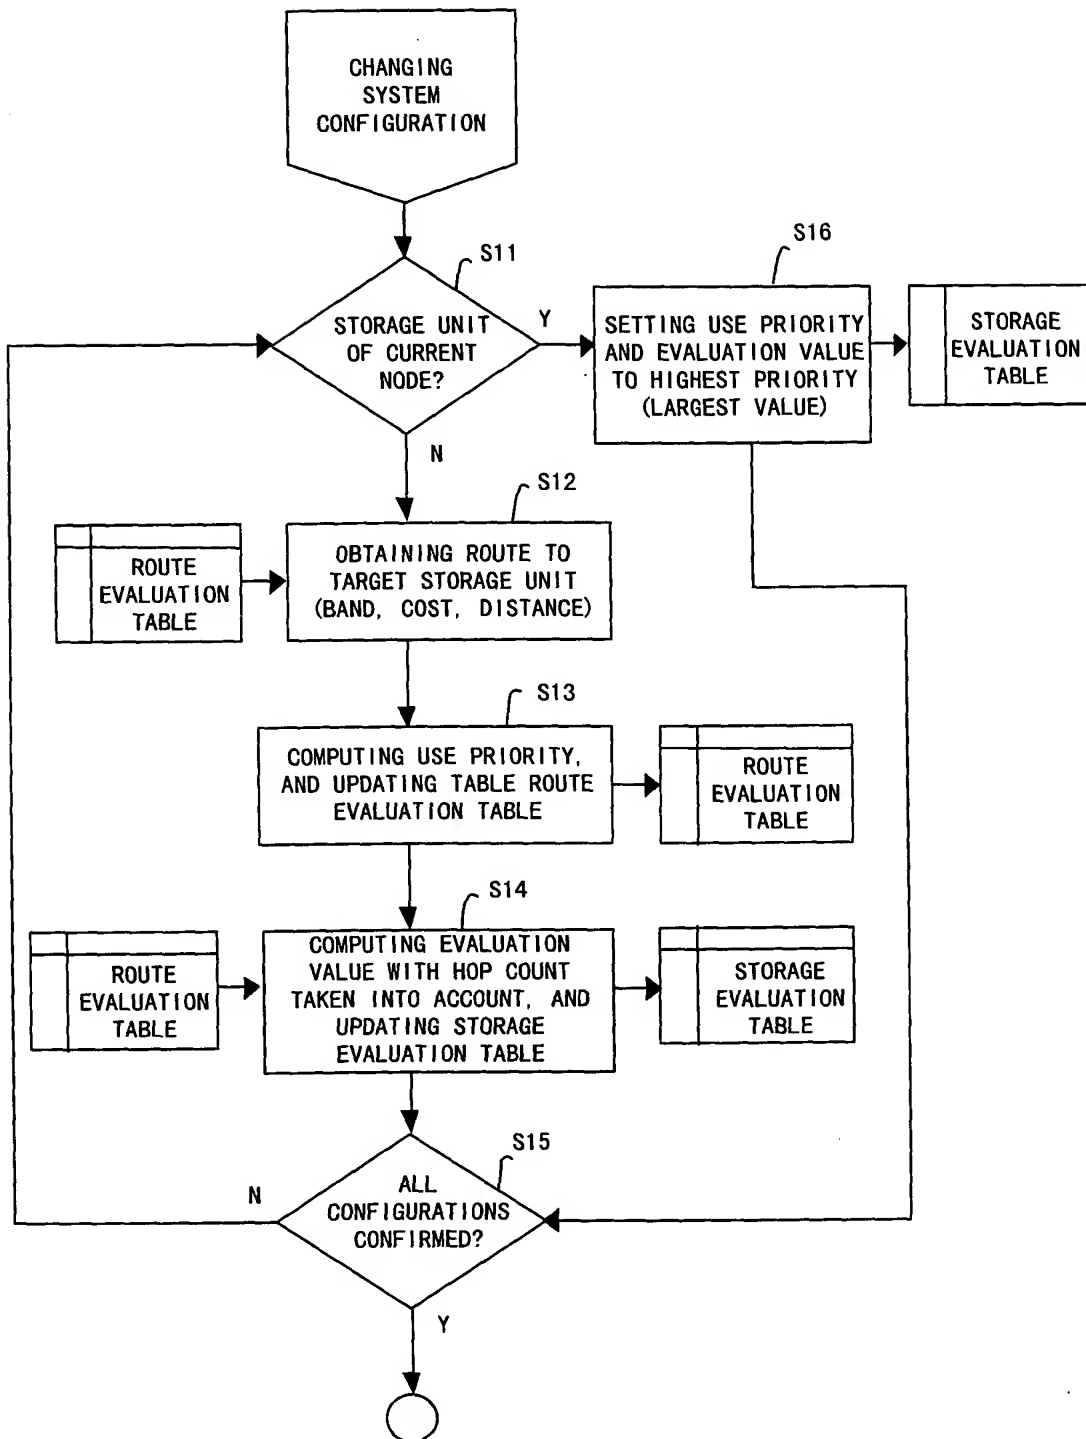 CHANGING
SYSTEM
CONFIGURATION
S11
STORAGE UNIT
OF CURRENT
NODE?
Y
N
S16
SETTING USE PRIORITY
AND EVALUATION VALUE
TO HIGHEST PRIORITY
(LARGEST VALUE)
STORAGE
EVALUATION
TABLE
S12
ROUTE
EVALUATION
TABLE
OBTAINING ROUTE TO
TARGET STORAGE UNIT
(BAND, COST, DISTANCE)
S13
COMPUTING USE PRIORITY,
AND UPDATING TABLE ROUTE
EVALUATION TABLE
ROUTE
EVALUATION
TABLE
S14
ROUTE
EVALUATION
TABLE
COMPUTING EVALUATION
VALUE WITH HOP COUNT
TAKEN INTO ACCOUNT, AND
UPDATING STORAGE
EVALUATION TABLE
STORAGE
EVALUATION
TABLE
S15
N
ALL
CONFIGURATIONS
CONFIRMED?
Y